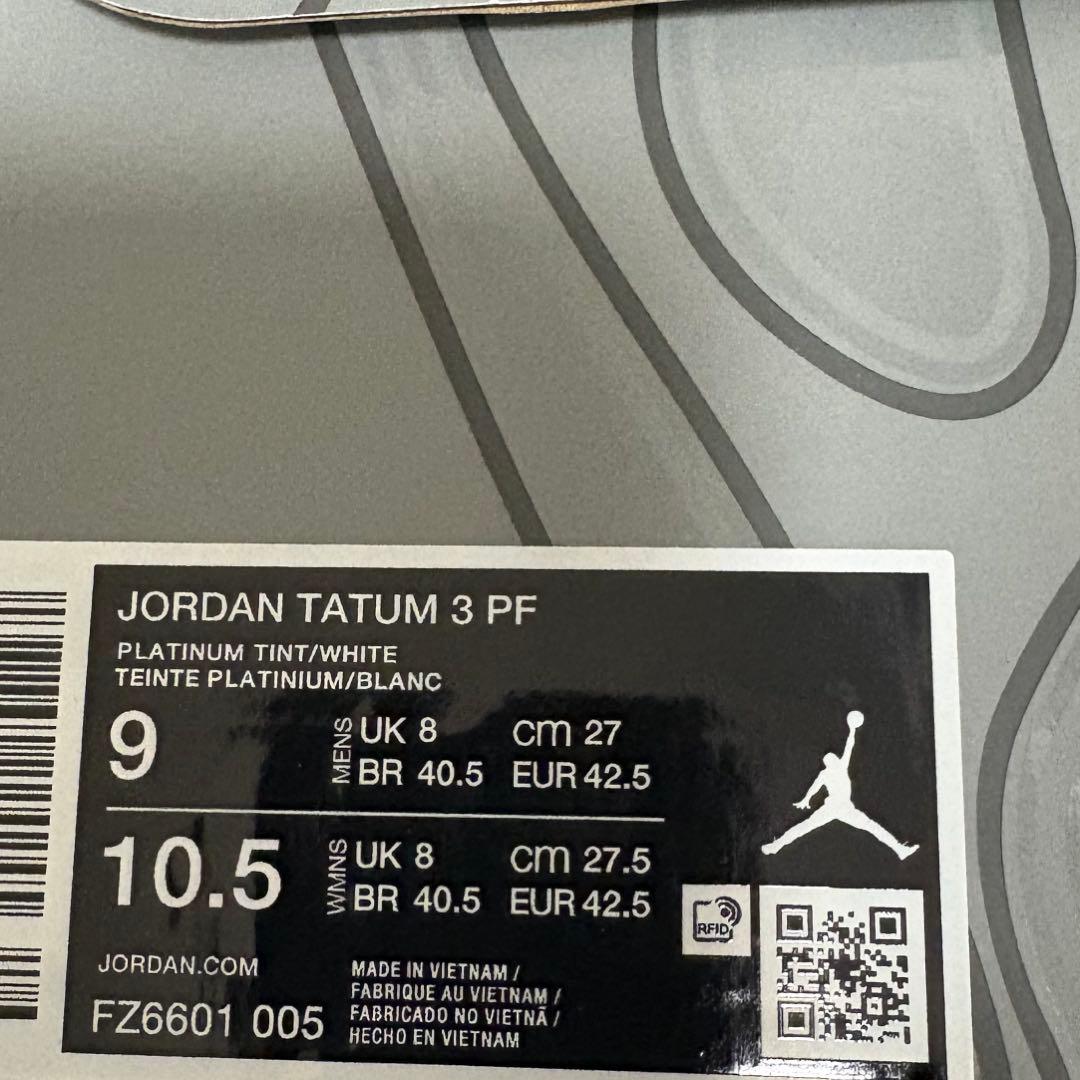 JORDAN TATUM 3 PF
PLATINUM TINT/WHITE
TEINTE PLATINIUM/BLANC
9 MENS UK 8 cm 27
BR 40.5 EUR 42.5
10.5 WMNS UK 8 cm 27.5
BR 40.5 EUR 42.5
RFID
JORDAN.COM
FZ6601 005
MADE IN VIETNAM /
FABRIQUE AU VIETNAM /
FABRICADO NO VIETNÃ /
HECHO EN VIETNAM